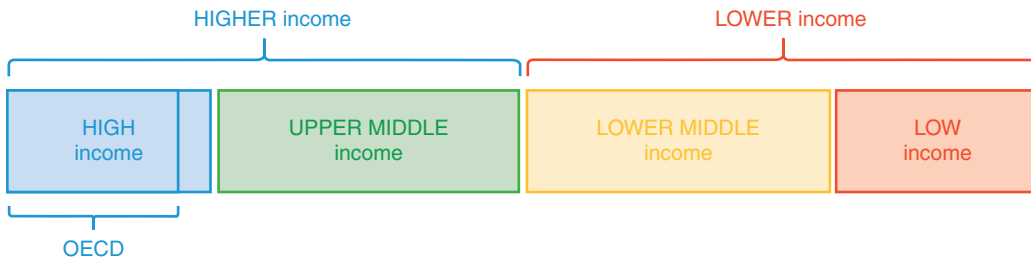 HIGHER income
LOWER income
HIGH
income
UPPER MIDDLE
income
LOWER MIDDLE
income
LOW
income
OECD